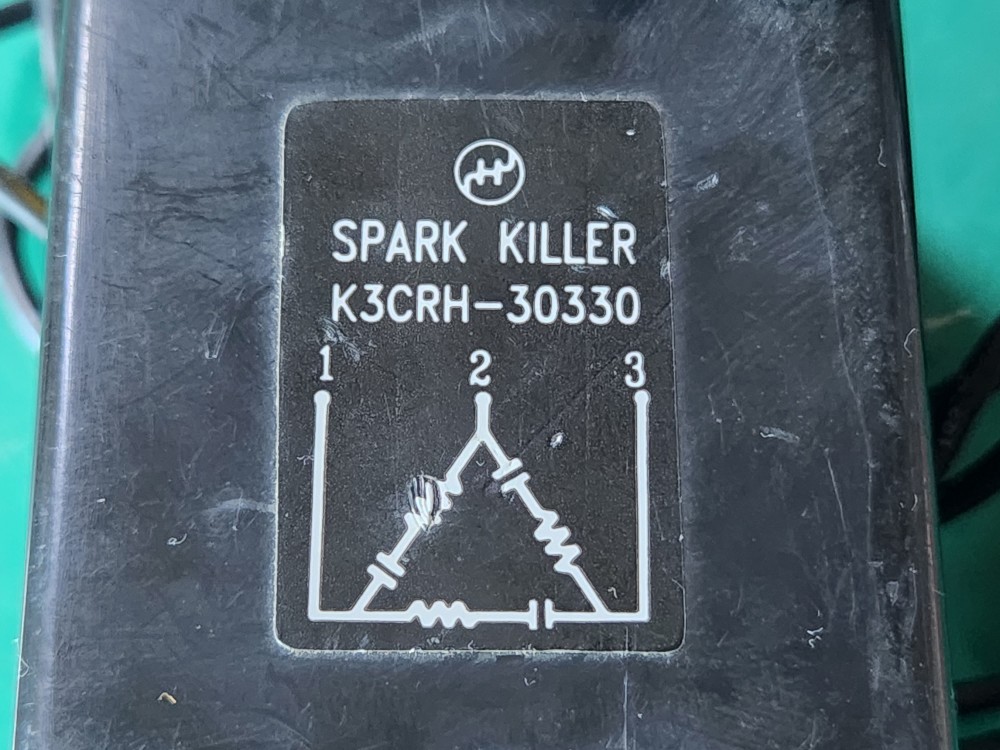 SPARK KILLER
K3CRH-30330
1 2 3